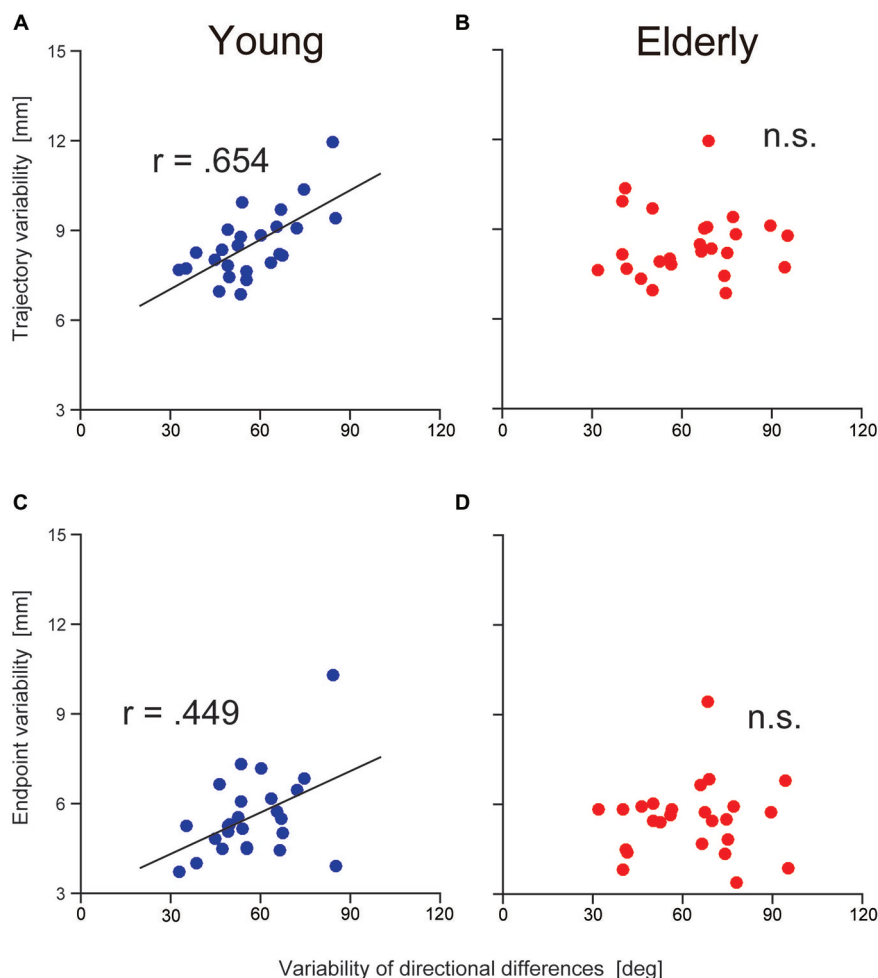 A
Young
B
Elderly
15
12
9
6
3
Trajectory variability [mm]
r = .654
n.s.
0
30
60
90
120
0
30
60
90
120
C
D
15
12
9
6
3
Endpoint variability [mm]
r = .449
n.s.
0
30
60
90
120
0
30
60
90
120
Variability of directional differences [deg]